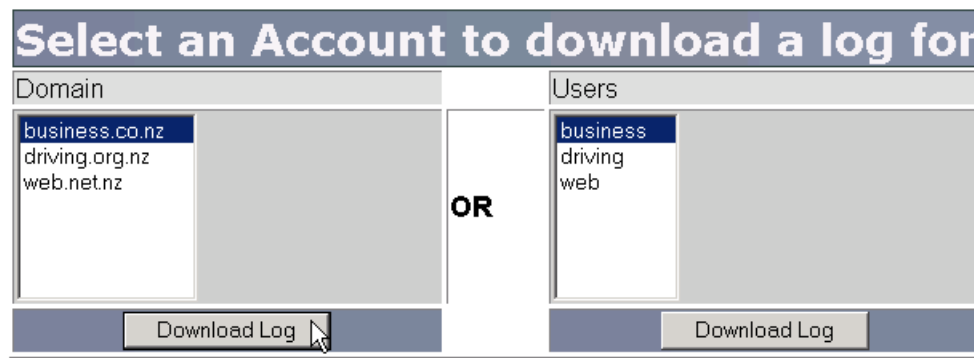 Select an Account to download a log for
Domain
Users
business.co.nz
driving.org.nz
web.net.nz
OR
business
driving
web
Download Log
Download Log